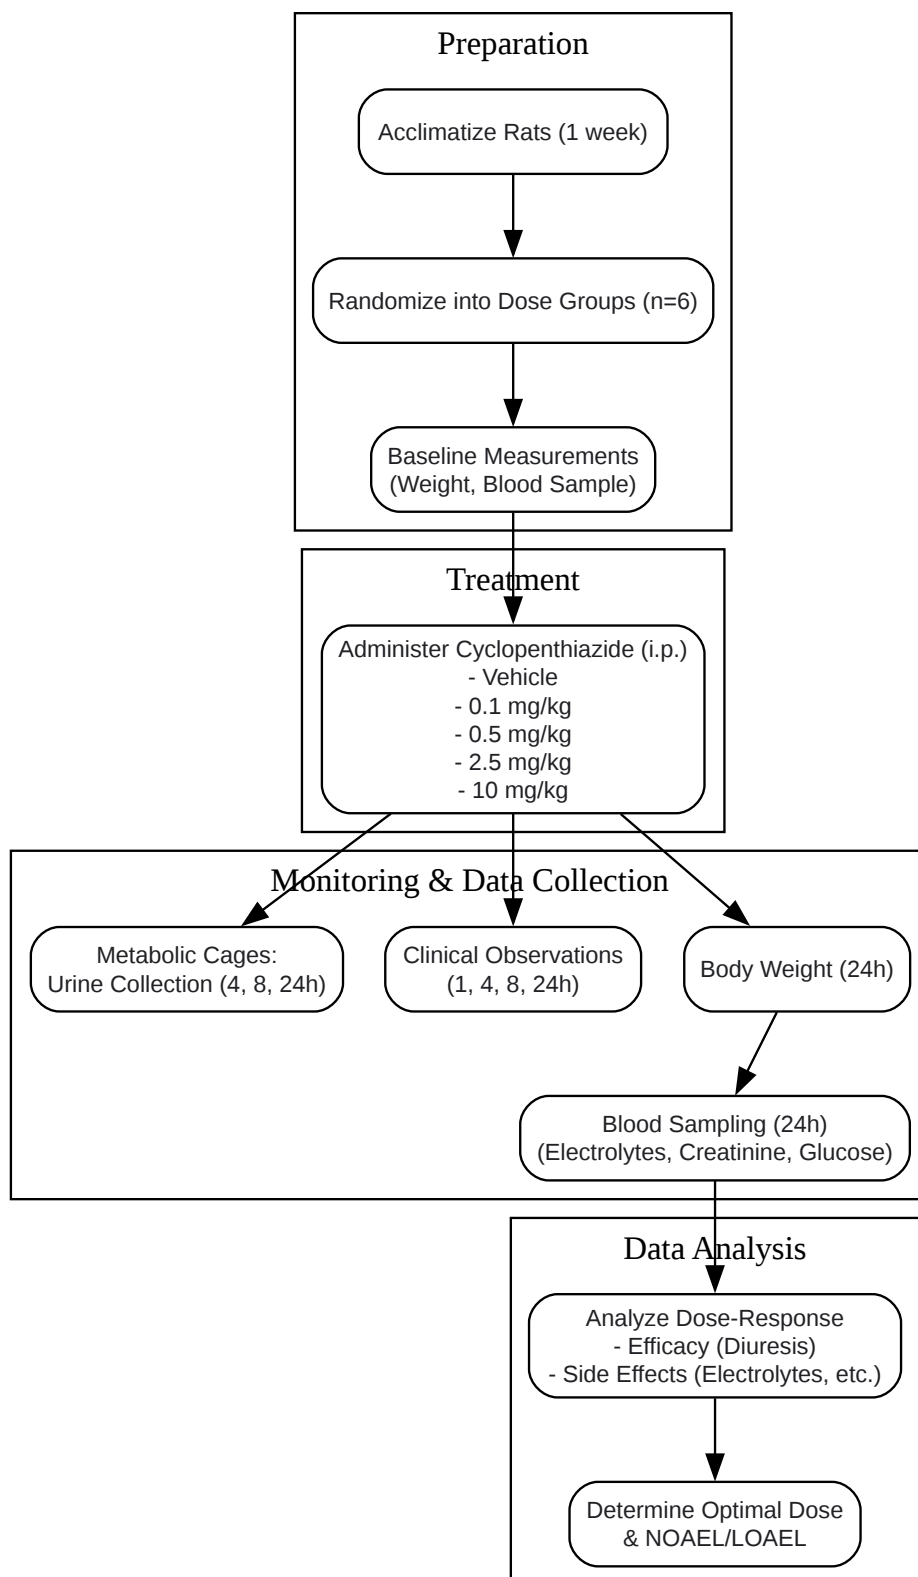 Preparation
Acclimatize Rats (1 week)
Randomize into Dose Groups (n=6)
Baseline Measurements
(Weight, Blood Sample)
Treatment
Administer Cyclopenthiazide (i.p.)
- Vehicle
- 0.1 mg/kg
- 0.5 mg/kg
- 2.5 mg/kg
- 10 mg/kg
Monitoring & Data Collection
Metabolic Cages:
Urine Collection (4, 8, 24h)
Clinical Observations
(1, 4, 8, 24h)
Body Weight (24h)
Blood Sampling (24h)
(Electrolytes, Creatinine, Glucose)
Data Analysis
Analyze Dose-Response
- Efficacy (Diuresis)
- Side Effects (Electrolytes, etc.)
Determine Optimal Dose
& NOAEL/LOAEL